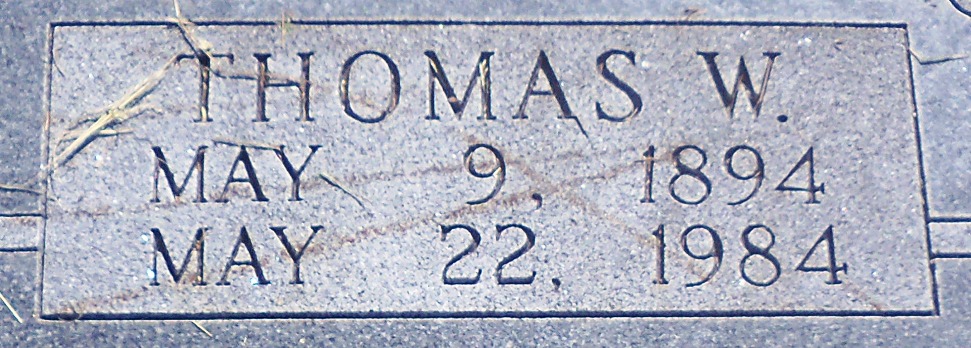 THOMAS W.
MAY 9, 1894
MAY 22, 1984